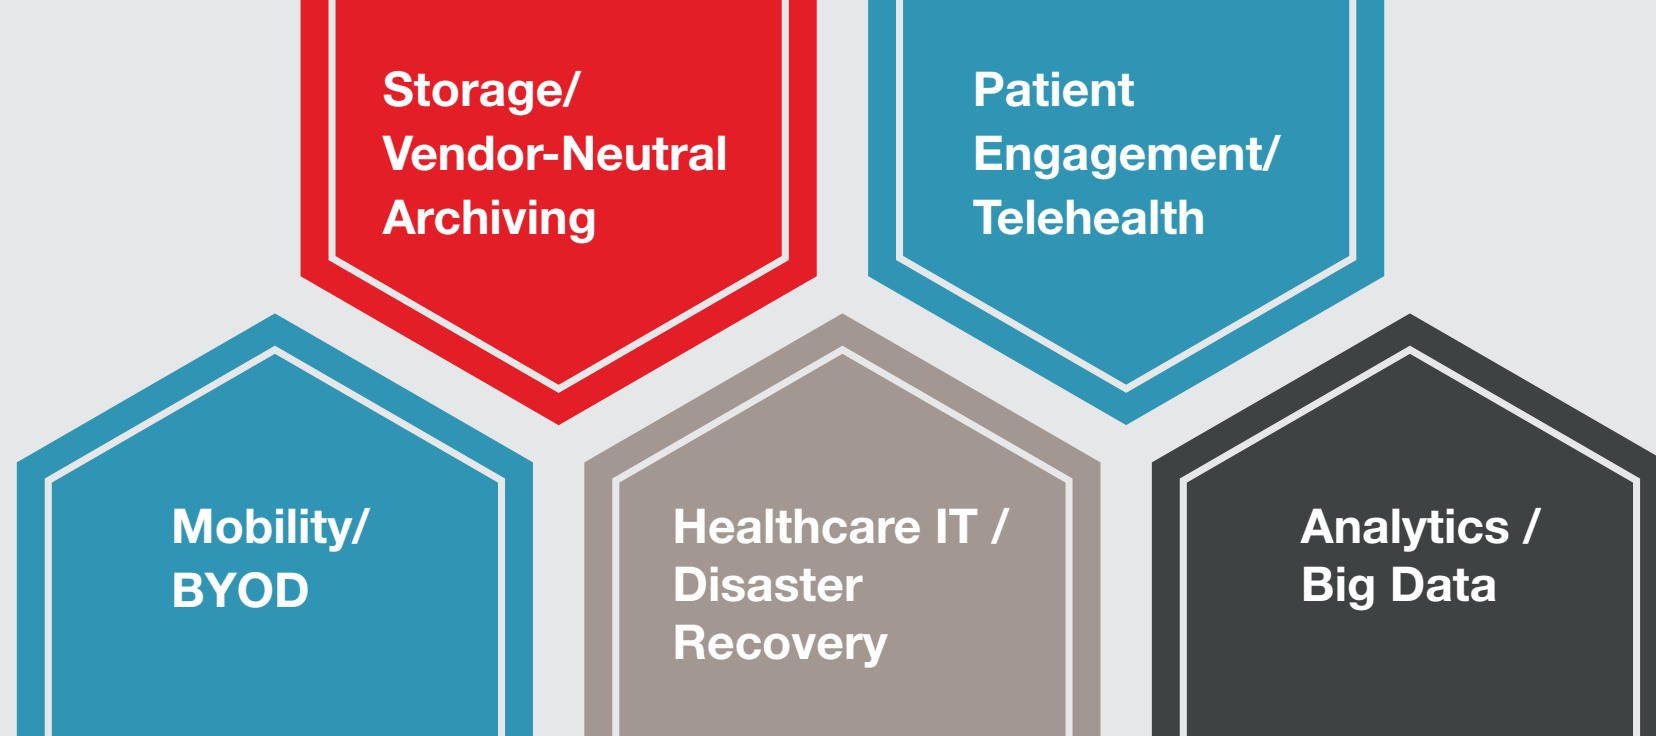 Storage/
Vendor-Neutral
Archiving
Patient
Engagement/
Telehealth
Mobility/
BYOD
Healthcare IT /
Disaster
Recovery
Analytics /
Big Data